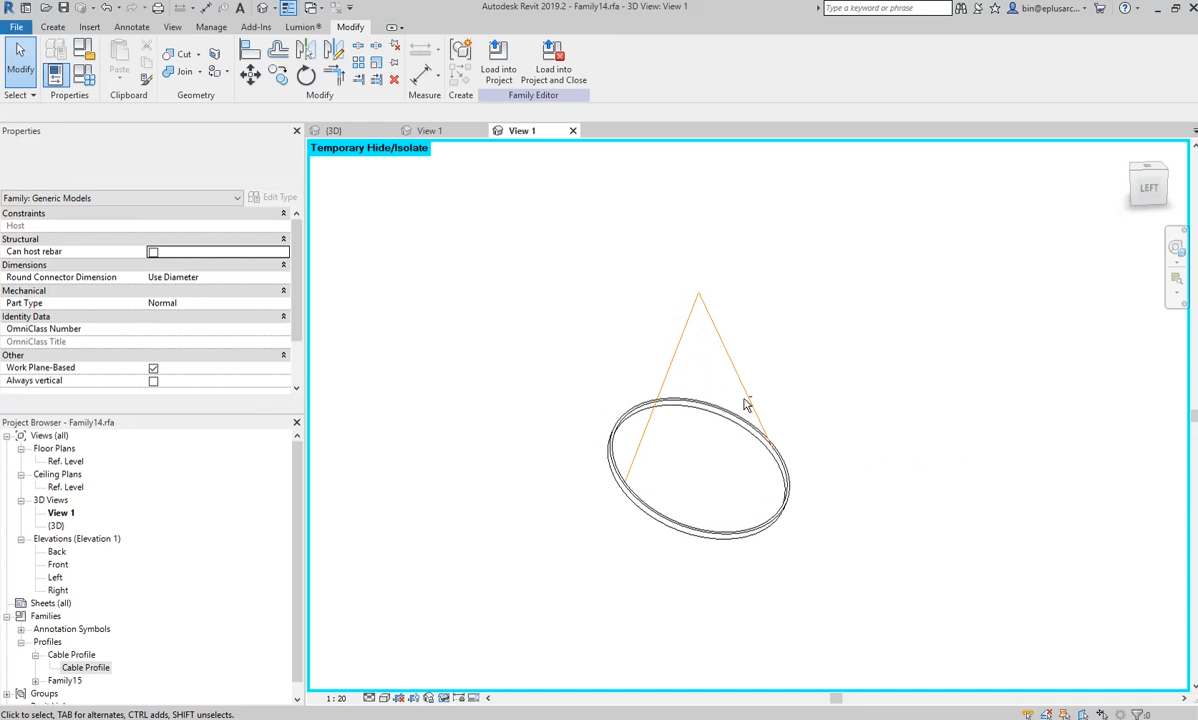 Autodesk Revit 2019.2 - Family14.rfa - 3D View: View 1
Type a keyword or phrase
bin@eplusarc...
File Create Insert Annotate View Manage Add-Ins Lumion® Modify
Modify
Paste
Cut
Join
Load into Project
Load into Project and Close
Select Properties Clipboard Geometry Modify Measure Create Family Editor
Properties
{3D}
View 1
View 1
Temporary Hide/Isolate
LEFT
Family: Generic Models
Edit Type
Constraints
Host
Structural
Can host rebar
Dimensions
Round Connector Dimension Use Diameter
Mechanical
Part Type Normal
Identity Data
OmniClass Number
OmniClass Title
Other
Work Plane-Based
Always vertical
Project Browser - Family14.rfa
Views (all)
Floor Plans
Ref. Level
Ceiling Plans
Ref. Level
3D Views
View 1
{3D}
Elevations (Elevation 1)
Back
Front
Left
Right
Sheets (all)
Families
Annotation Symbols
Profiles
Cable Profile
Cable Profile
Family15
Groups
1 : 20
Click to select, TAB for alternates, CTRL adds, SHIFT unselects.
:0